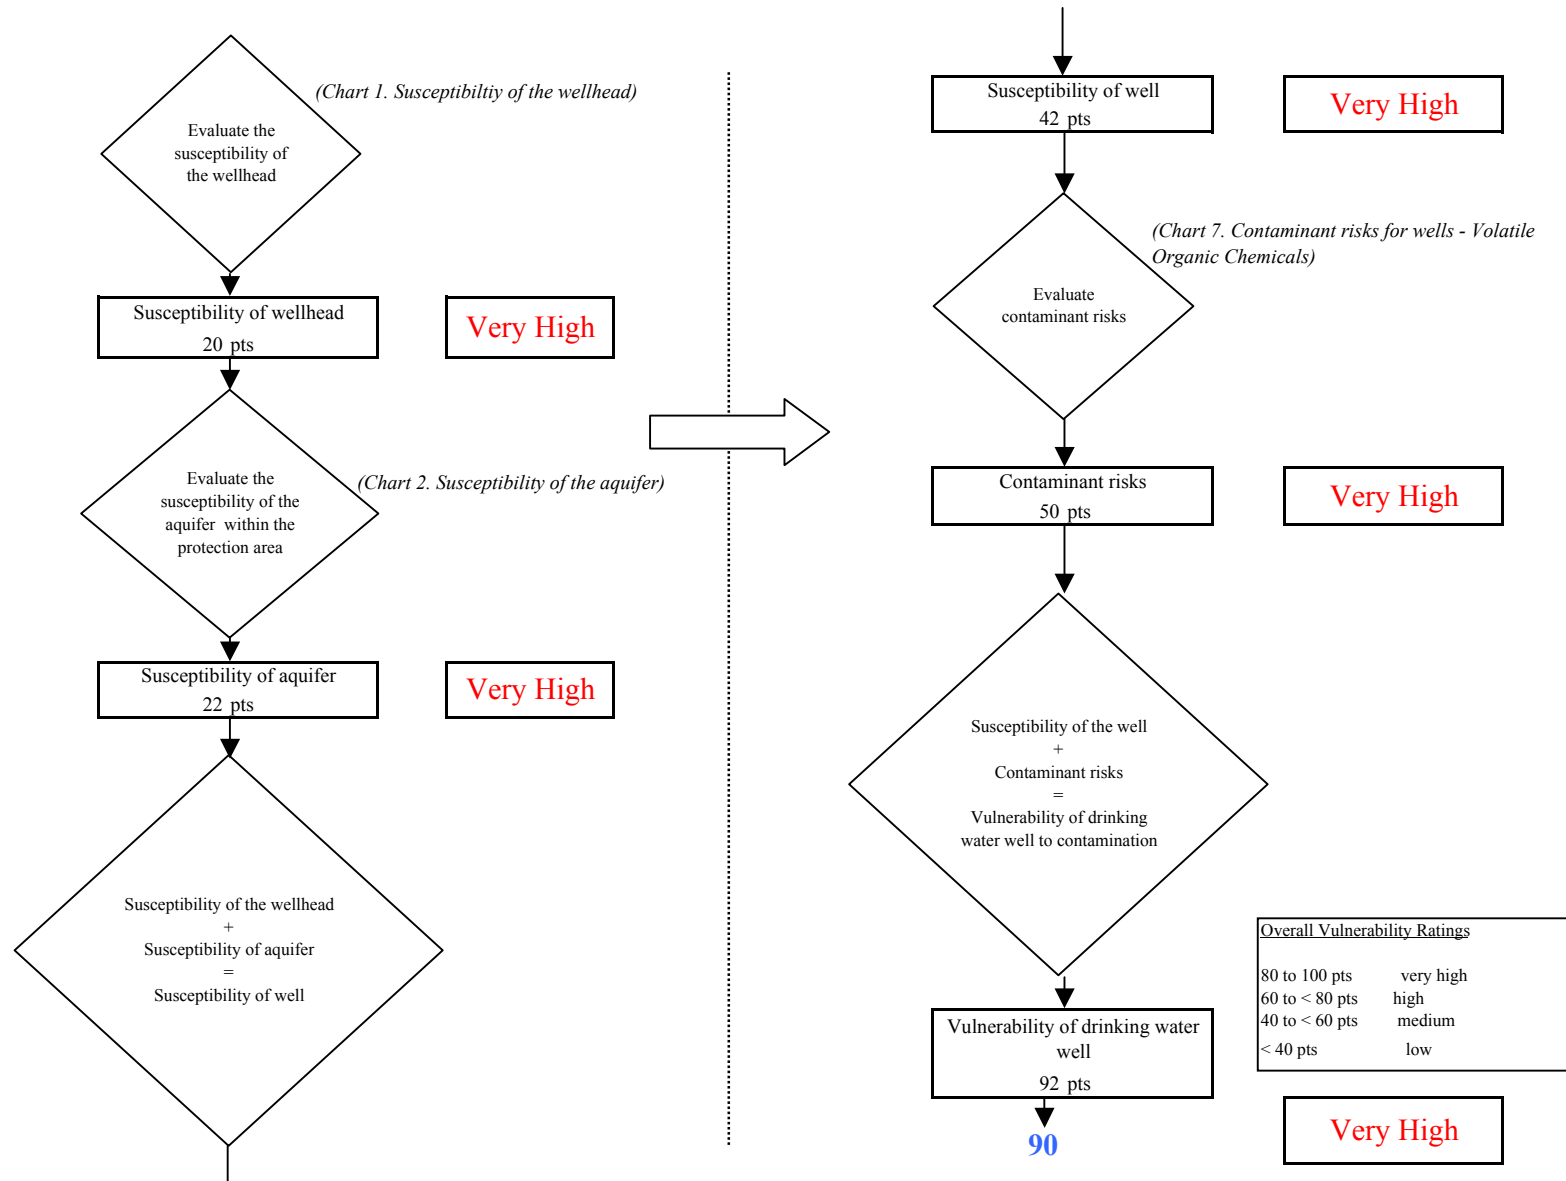 (Chart 1. Susceptibiltiy of the wellhead)
Evaluate the
susceptibility of
the wellhead
Susceptibility of wellhead
20 pts
Very High
(Chart 2. Susceptibility of the aquifer)
Evaluate the
susceptibility of the
aquifer within the
protection area
Susceptibility of aquifer
22 pts
Very High
Susceptibility of the wellhead
+
Susceptibility of aquifer
=
Susceptibility of well
Susceptibility of well
42 pts
Very High
(Chart 7. Contaminant risks for wells - Volatile
Organic Chemicals)
Evaluate
contaminant risks
Contaminant risks
50 pts
Very High
Susceptibility of the well
+
Contaminant risks
=
Vulnerability of drinking
water well to contamination
Overall Vulnerability Ratings
80 to 100 pts very high
60 to < 80 pts high
40 to < 60 pts medium
< 40 pts low
Vulnerability of drinking water
well
92 pts
90
Very High